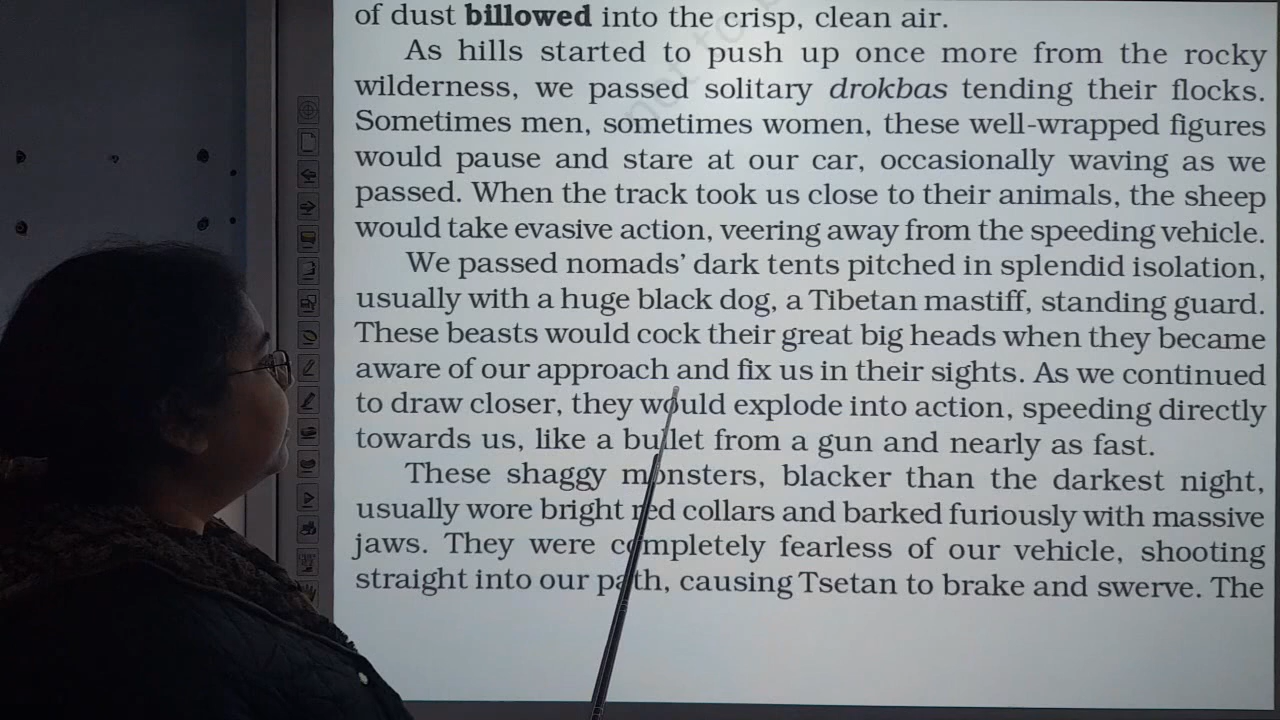 of dust billowed into the crisp, clean air.
As hills started to push up once more from the rocky
wilderness, we passed solitary drokbas tending their flocks.
Sometimes men, sometimes women, these well-wrapped figures
would pause and stare at our car, occasionally waving as we
passed. When the track took us close to their animals, the sheep
would take evasive action, veering away from the speeding vehicle.
We passed nomads' dark tents pitched in splendid isolation,
usually with a huge black dog, a Tibetan mastiff, standing guard.
These beasts would cock their great big heads when they became
aware of our approach and fix us in their sights. As we continued
to draw closer, they would explode into action, speeding directly
towards us, like a bullet from a gun and nearly as fast.
These shaggy monsters, blacker than the darkest night,
usually wore bright red collars and barked furiously with massive
jaws. They were completely fearless of our vehicle, shooting
straight into our path, causing Tsetan to brake and swerve. The